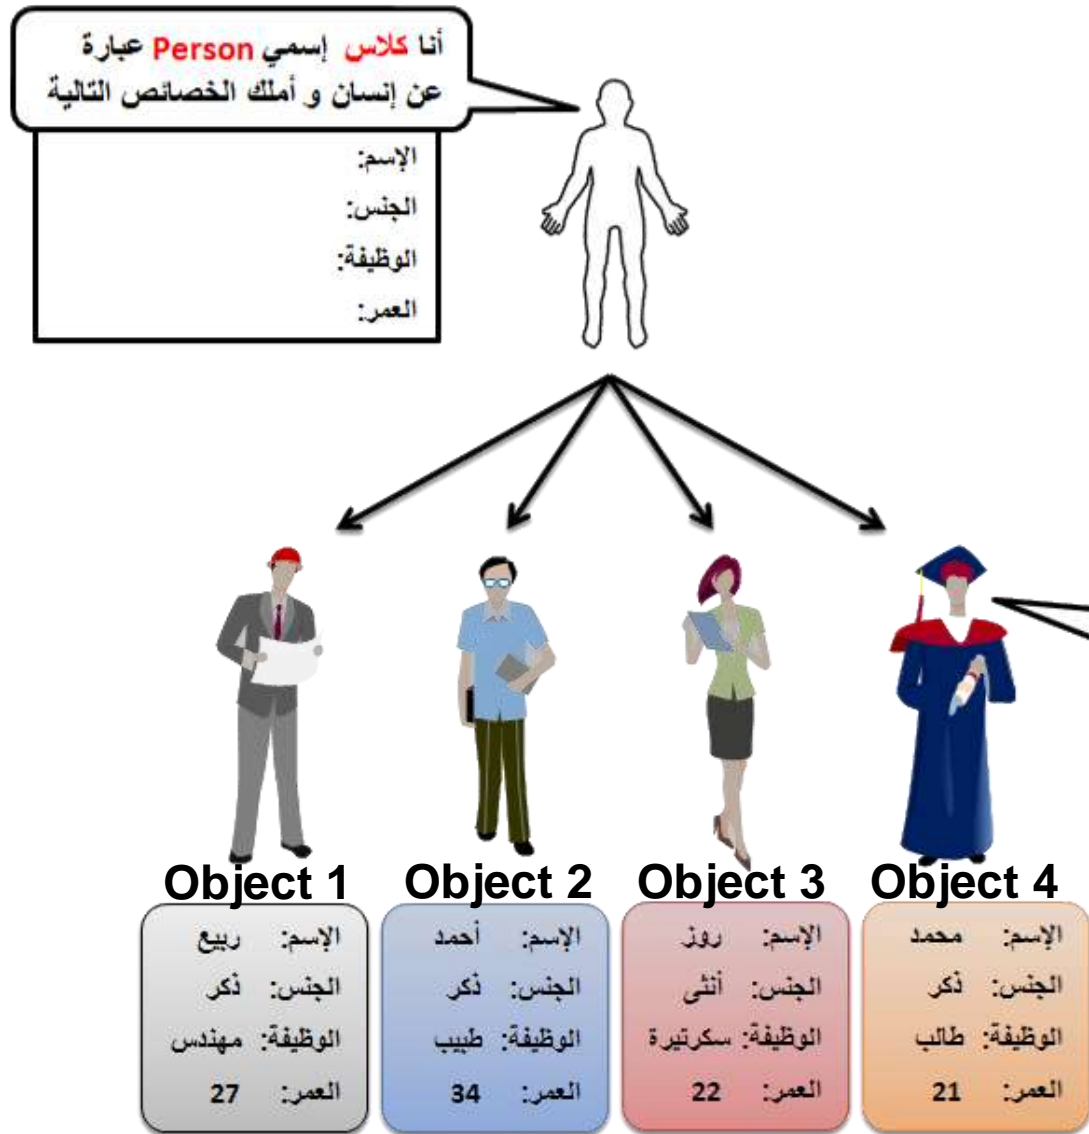 أنا كلاس إسمي Person عبارة
عن إنسان و أملك الخصائص التالية
الإسم:
الجنس:
الوظيفة:
العمر:
Object 1
الإسم: ربيع
الجنس: ذكر
الوظيفة: مهندس
العمر: 27
Object 2
الإسم: أحمد
الجنس: ذكر
الوظيفة: طبيب
العمر: 34
Object 3
الإسم: روز
الجنس: أنثى
الوظيفة: سكرتيرة
العمر: 22
Object 4
الإسم: محمد
الجنس: ذكر
الوظيفة: طالب
العمر: 21